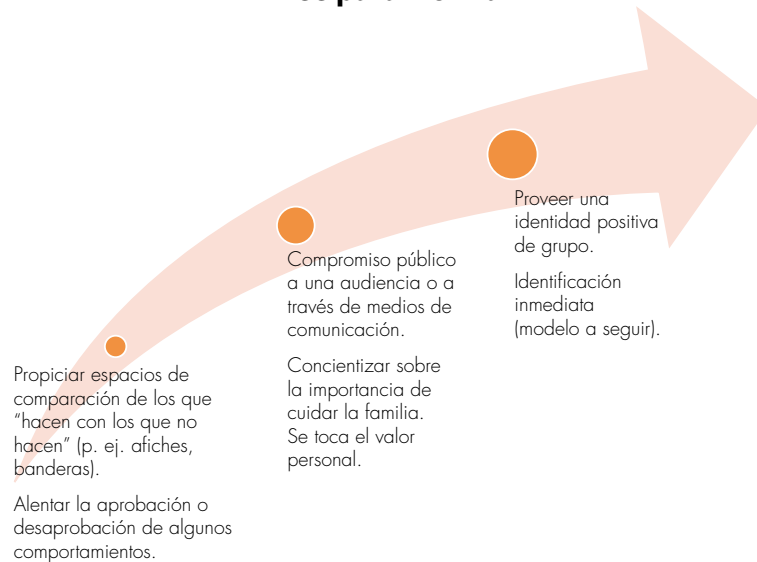 Propiciar espacios de
comparación de los que
“hacen con los que no
hacen” (p. ej. afiches,
banderas).
Alentar la aprobación o
desaprobación de algunos
comportamientos.
Compromiso público
a una audiencia o a
través de medios de
comunicación.
Concientizar sobre
la importancia de
cuidar la familia.
Se toca el valor
personal.
Proveer una
identidad positiva
de grupo.
Identificación
inmediata
(modelo a seguir).